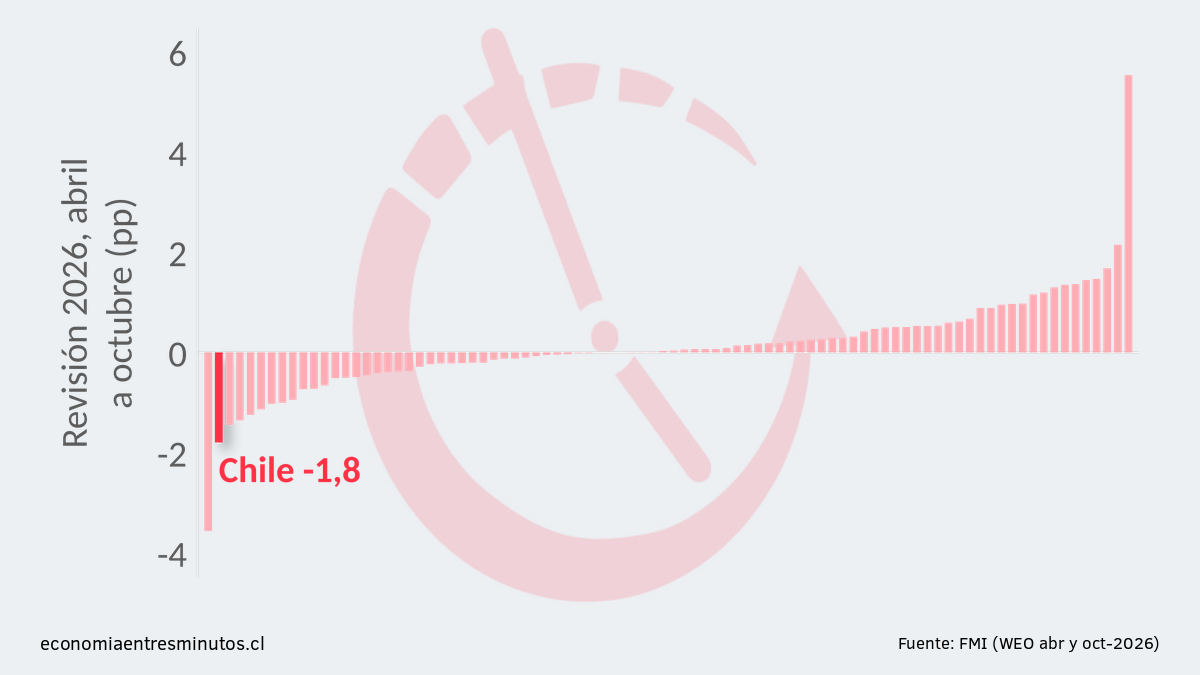 Revisión 2026, abril
a octubre (pp)
6
4
2
0
-2
-4
Chile -1,8
economiaentresminutos.cl
Fuente: FMI (WEO abr y oct-2026)